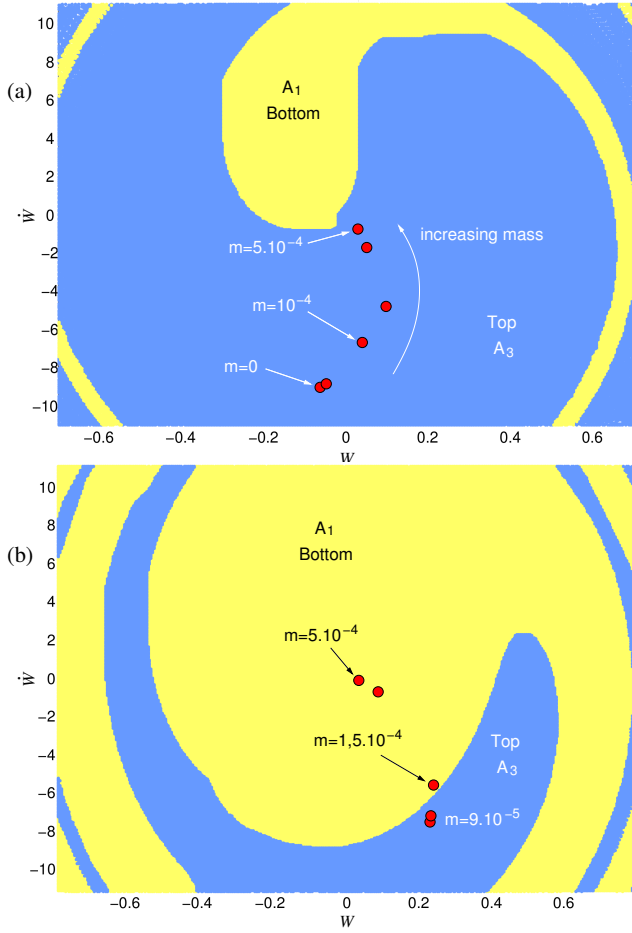 (a)
10
8
6
4
2
0
−2
−4
−6
−8
−10
Ẇ
A₁
Bottom
m=5.10⁻⁴
increasing mass
m=10⁻⁴
Top
A₃
m=0
−0.6 −0.4 −0.2 0 0.2 0.4 0.6
W
(b)
10
8
6
4
2
0
−2
−4
−6
−8
−10
Ẇ
A₁
Bottom
m=5.10⁻⁴
m=1,5.10⁻⁴
Top
A₃
m=9.10⁻⁵
−0.6 −0.4 −0.2 0 0.2 0.4 0.6
W